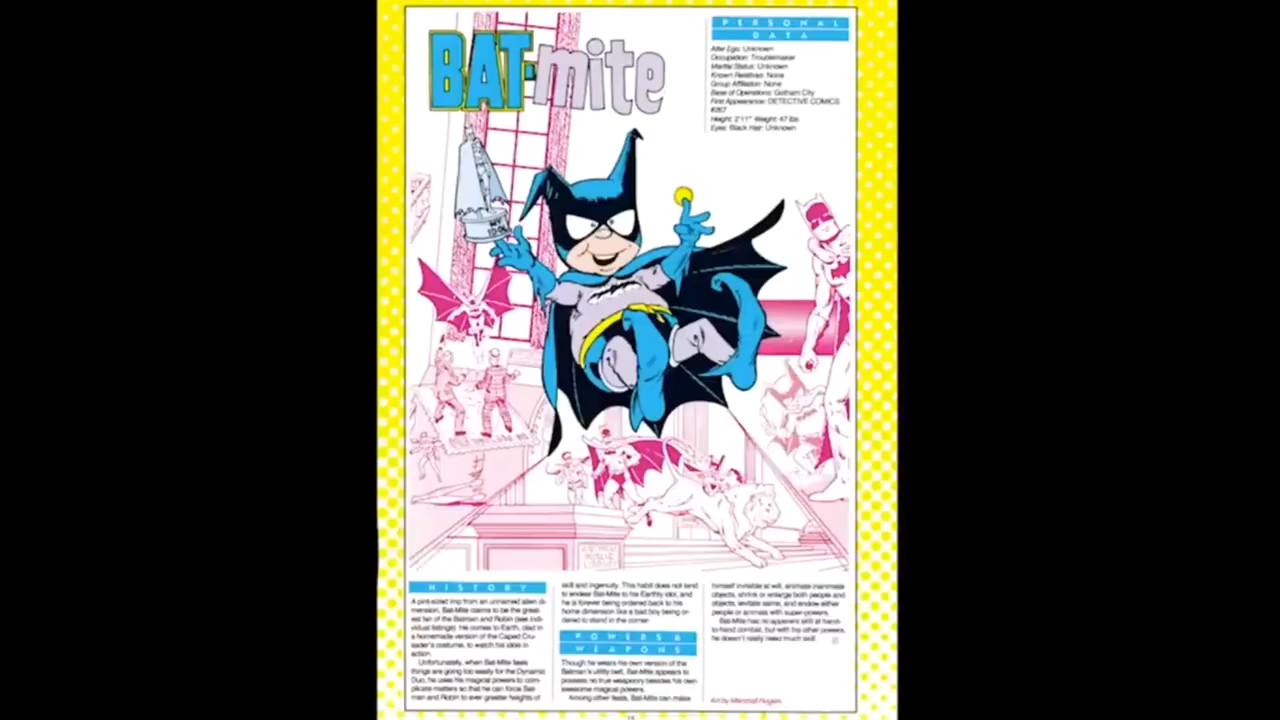 BAT-mite
PERSONAL
DATA
Alter Ego: Unknown
Occupation: Troublemaker
Marital Status: Unknown
Known Relatives: None
Group Affiliation: None
Base of Operations: Gotham City
First Appearance: DETECTIVE COMICS
#267
Height: 2'11" Weight: 47 lbs.
Eyes: Black Hair: Unknown
MY
IDOL
PUBLIC
LIBRARY
HISTORY
A pint-sized imp from an unnamed alien di-
mension, Bat-Mite claims to be the great-
est fan of the Batman and Robin (see indi-
vidual listings). He comes to Earth, clad in
a homemade version of the Caped Cru-
sader's costume, to watch his idols in
action.
Unfortunately, when Bat-Mite feels
things are going too easily for the Dynamic
Duo, he uses his magical powers to com-
plicate matters so that he can force Bat-
man and Robin to ever greater heights of
skill and ingenuity. This habit does not tend
to endear Bat-Mite to his Earthly idol, and
he is forever being ordered back to his
home dimension like a bad boy being or-
dered to stand in the corner.
POWERS &
WEAPONS
Though he wears his own version of the
Batman's utility belt, Bat-Mite appears to
possess no true weaponry besides his own
awesome magical powers.
Among other feats, Bat-Mite can make
himself invisible at will, animate inanimate
objects, shrink or enlarge both people and
objects, levitate same, and endow either
people or animals with super-powers.
Bat-Mite has no apparent skill at hand-
to-hand combat, but with his other powers,
he doesn't really need much skill.
Art by Marshall Rogers